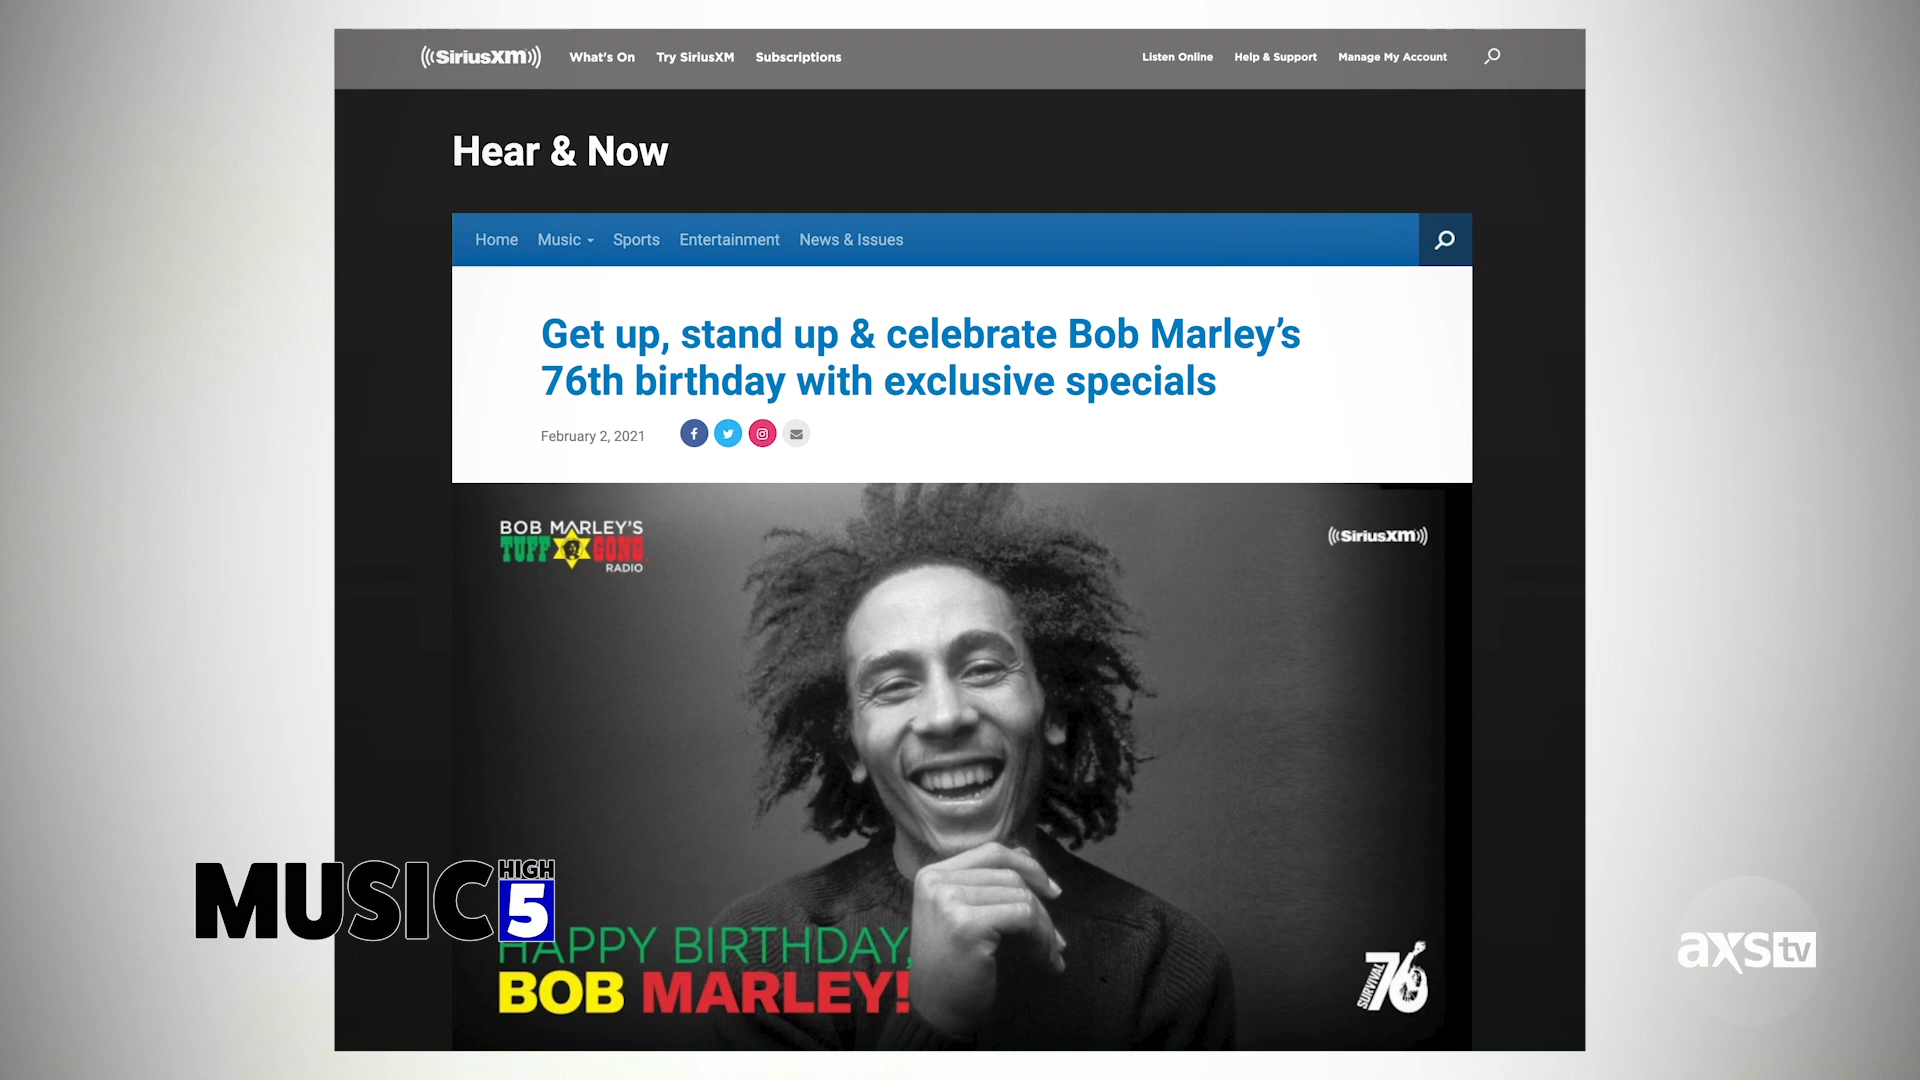 SiriusXM
What's On Try SiriusXM Subscriptions
Listen Online Help & Support Manage My Account
Hear & Now
Home Music Sports Entertainment News & Issues
Get up, stand up & celebrate Bob Marley's
76th birthday with exclusive specials
February 2, 2021
BOB MARLEY'S
TUFF GONG
RADIO
SiriusXM
MUSIC HIGH 5
HAPPY BIRTHDAY,
BOB MARLEY!
SURVIVAL 76
axs tv